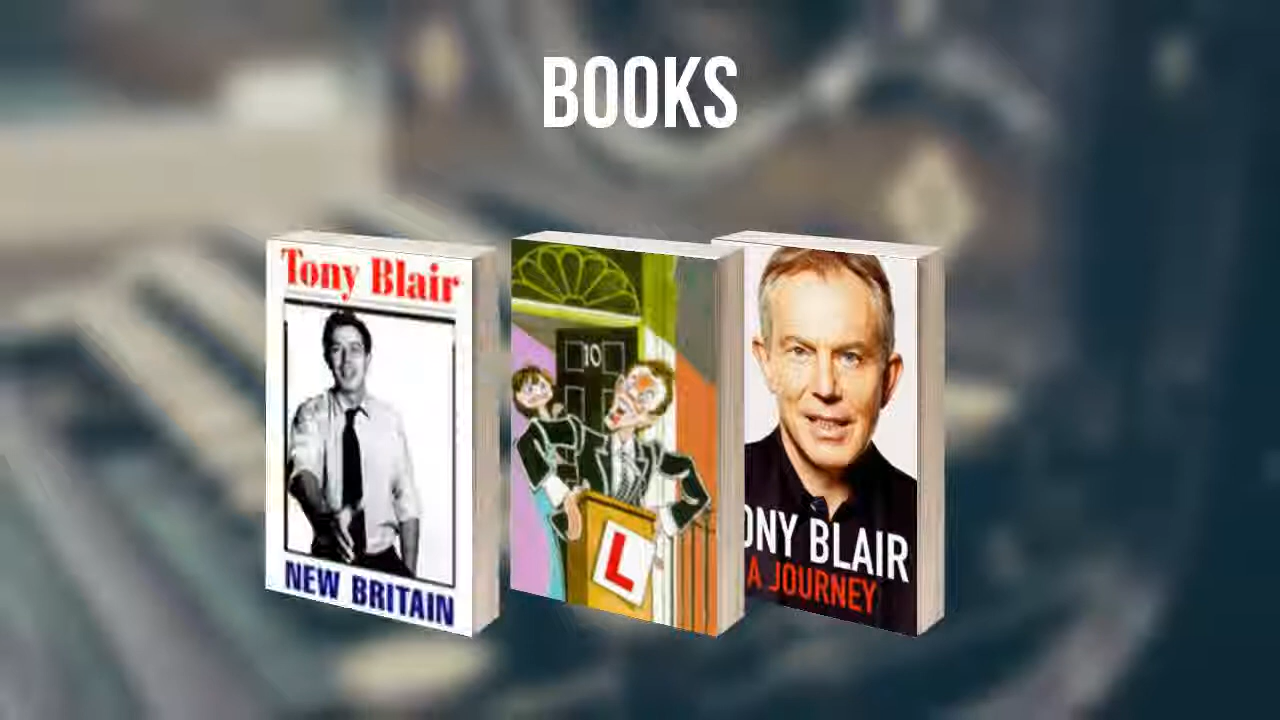 BOOKS
Tony Blair
NEW BRITAIN
10
L
ONY BLAIR
A JOURNEY